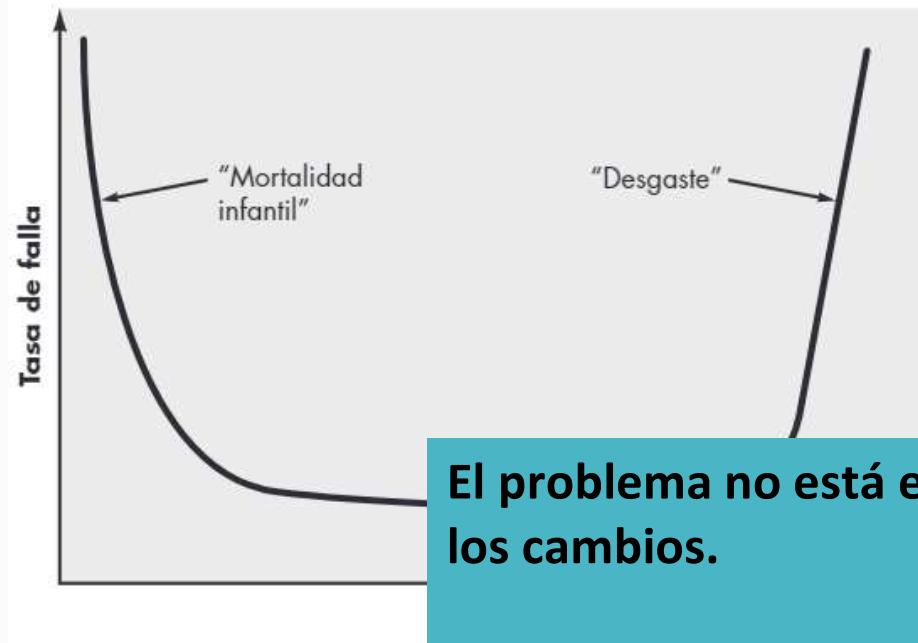 "Mortalidad
infantil"
"Desgaste"
Tasa de falla
El problema no está e
los cambios.